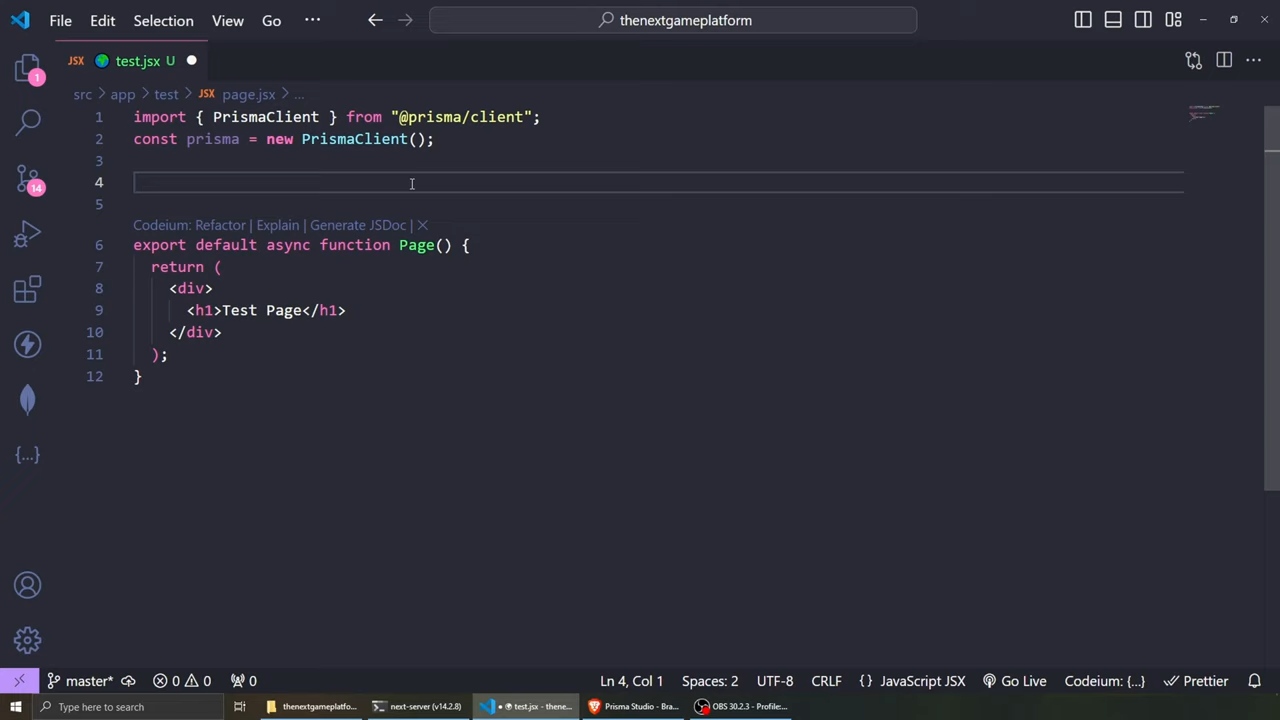 File Edit Selection View Go ··· thenextgameplatform
1
JSX test.jsx U
src > app > test > JSX page.jsx > ...
1 import { PrismaClient } from "@prisma/client";
2 const prisma = new PrismaClient();
3
4
5
Codeium: Refactor | Explain | Generate JSDoc | ×
6 export default async function Page() {
7 return (
8 <div>
9 <h1>Test Page</h1>
10 </div>
11 );
12 }
14
{...}
master* 0 0 0 Ln 4, Col 1 Spaces: 2 UTF-8 CRLF { } JavaScript JSX Go Live Codeium: {...} Prettier
Type here to search thenextgameplatfo... next-server (v14.2.8) • test.jsx - thene... Prisma Studio - Bra... OBS 30.2.3 - Profile:...